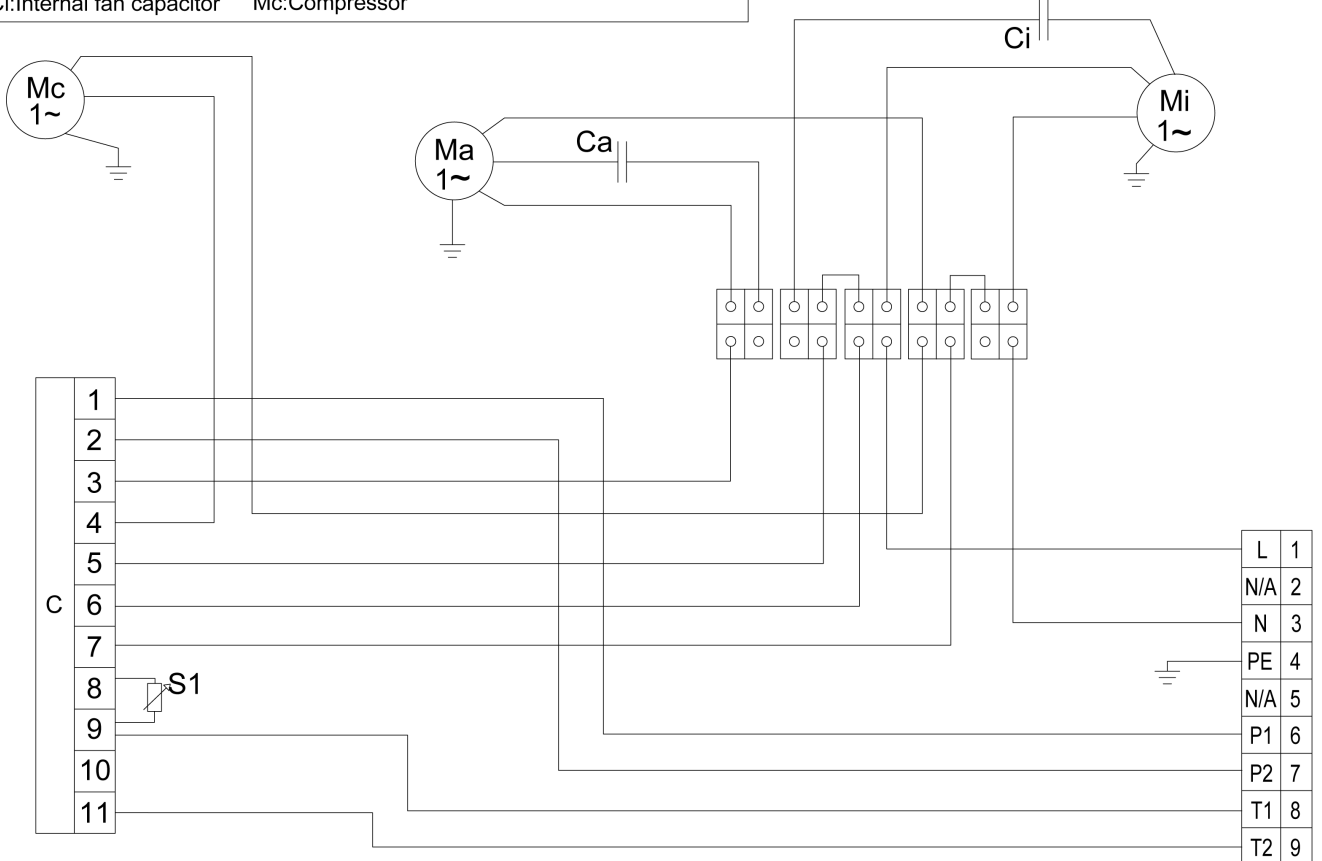 Ci:Internal fan capacitor Mc:Compressor
Ci
Mc
1~
Mi
1~
Ma
1~
Ca
C
1
2
3
4
5
6
7
8
9
10
11
S1
L 1
N/A 2
N 3
PE 4
N/A 5
P1 6
P2 7
T1 8
T2 9